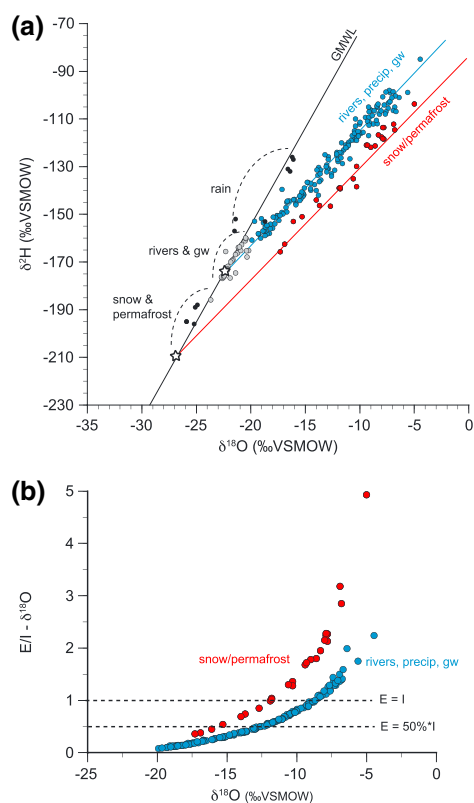 (a)
-70
-90
-110
-130
-150
-170
-190
-210
-230
δ²H (‰VSMOW)
GMWL
rivers, precip, gw
snow/permafrost
rain
rivers & gw
snow &
permafrost
-35 -30 -25 -20 -15 -10 -5 0
δ¹⁸O (‰VSMOW)
(b)
5
4
3
2
1
0
E/I - δ¹⁸O
snow/permafrost
rivers, precip, gw
E = I
E = 50%*I
-25 -20 -15 -10 -5 0
δ¹⁸O (‰VSMOW)